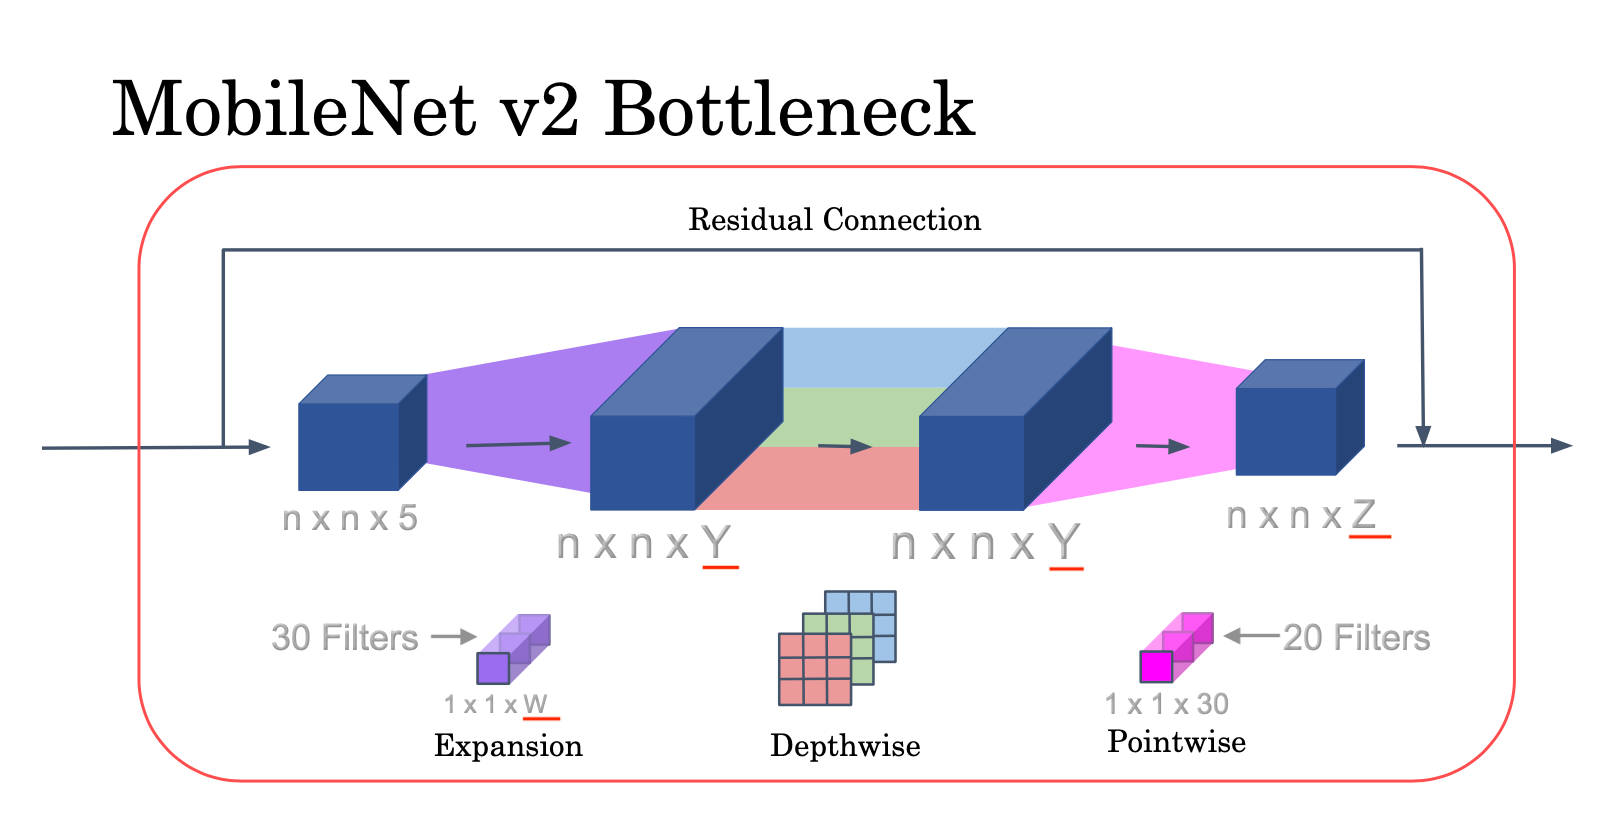 MobileNet v2 Bottleneck
Residual Connection
n x n x 5
n x n x Y
n x n x Y
n x n x Z
30 Filters
1 x 1 x W
Expansion
Depthwise
20 Filters
1 x 1 x 30
Pointwise